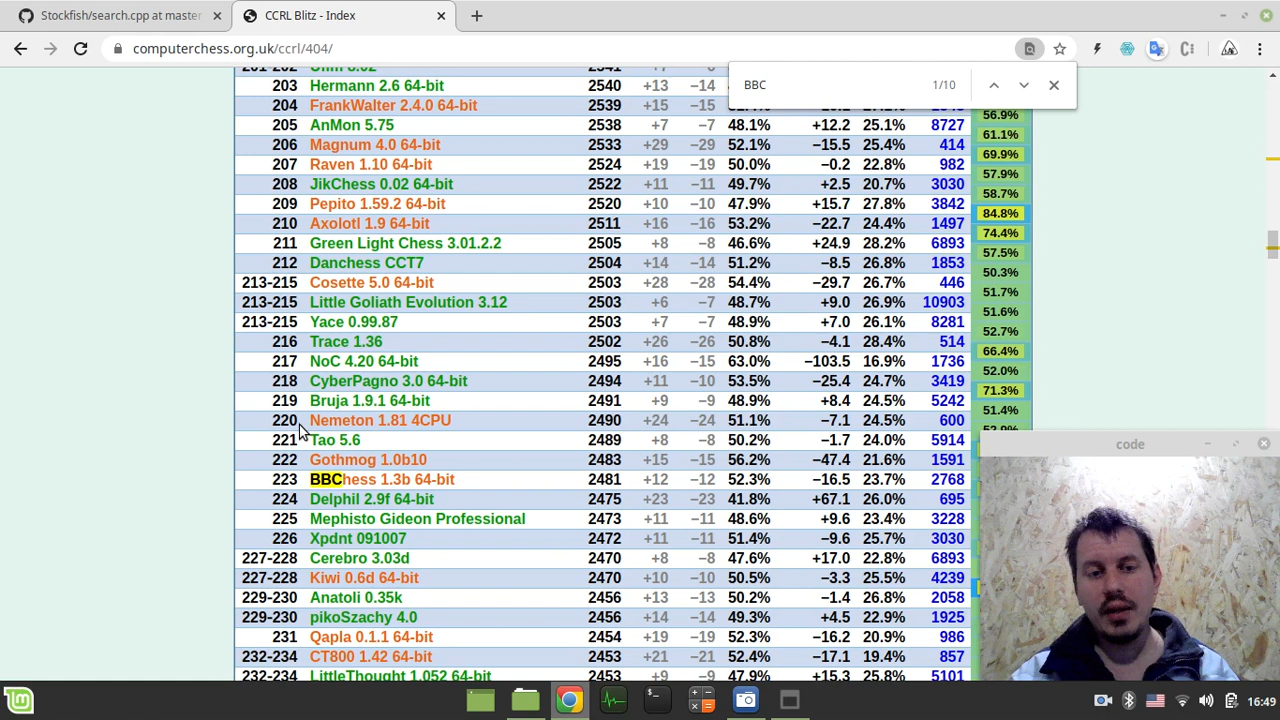 Stockfish/search.cpp at master
CCRL Blitz - Index
computerchess.org.uk/ccrl/404/
BBC 1/10
203 Hermann 2.6 64-bit 2540 +13 −14
204 FrankWalter 2.4.0 64-bit 2539 +15 −15
56.9%
205 AnMon 5.75 2538 +7 −7 48.1% +12.2 25.1% 8727
61.1%
206 Magnum 4.0 64-bit 2533 +29 −29 52.1% −15.5 25.4% 414
69.9%
207 Raven 1.10 64-bit 2524 +19 −19 50.0% −0.2 22.8% 982
57.9%
208 JikChess 0.02 64-bit 2522 +11 −11 49.7% +2.5 20.7% 3030
58.7%
209 Pepito 1.59.2 64-bit 2520 +10 −10 47.9% +15.7 27.8% 3842
84.8%
210 Axolotl 1.9 64-bit 2511 +16 −16 53.2% −22.7 24.4% 1497
74.4%
211 Green Light Chess 3.01.2.2 2505 +8 −8 46.6% +24.9 28.2% 6893
57.5%
212 Danchess CCT7 2504 +14 −14 51.2% −8.5 26.8% 1853
50.3%
213-215 Cosette 5.0 64-bit 2503 +28 −28 54.4% −29.7 26.7% 446
51.7%
213-215 Little Goliath Evolution 3.12 2503 +6 −7 48.7% +9.0 26.9% 10903
51.6%
213-215 Yace 0.99.87 2503 +7 −7 48.9% +7.0 26.1% 8281
52.7%
216 Trace 1.36 2502 +26 −26 50.8% −4.1 28.4% 514
66.4%
217 NoC 4.20 64-bit 2495 +16 −15 63.0% −103.5 16.9% 1736
52.0%
218 CyberPagno 3.0 64-bit 2494 +11 −10 53.5% −25.4 24.7% 3419
71.3%
219 Bruja 1.9.1 64-bit 2491 +9 −9 48.9% +8.4 24.5% 5242
51.4%
220 Nemeton 1.81 4CPU 2490 +24 −24 51.1% −7.1 24.5% 600
221 Tao 5.6 2489 +8 −8 50.2% −1.7 24.0% 5914
code
222 Gothmog 1.0b10 2483 +15 −15 56.2% −47.4 21.6% 1591
223 BBChess 1.3b 64-bit 2481 +12 −12 52.3% −16.5 23.7% 2768
224 Delphil 2.9f 64-bit 2475 +23 −23 41.8% +67.1 26.0% 695
225 Mephisto Gideon Professional 2473 +11 −11 48.6% +9.6 23.4% 3228
226 Xpdnt 091007 2472 +11 −11 51.4% −9.6 25.7% 3030
227-228 Cerebro 3.03d 2470 +8 −8 47.6% +17.0 22.8% 6893
227-228 Kiwi 0.6d 64-bit 2470 +10 −10 50.5% −3.3 25.5% 4239
229-230 Anatoli 0.35k 2456 +13 −13 50.2% −1.4 26.8% 2058
229-230 pikoSzachy 4.0 2456 +14 −14 49.3% +4.5 22.9% 1925
231 Qapla 0.1.1 64-bit 2454 +19 −19 52.3% −16.2 20.9% 986
232-234 CT800 1.42 64-bit 2453 +21 −21 52.4% −17.1 19.4% 857
232-234 LittleThought 1.052 64-bit 2453 +9 −9 47.9% +15.3 25.8% 5101
16:49